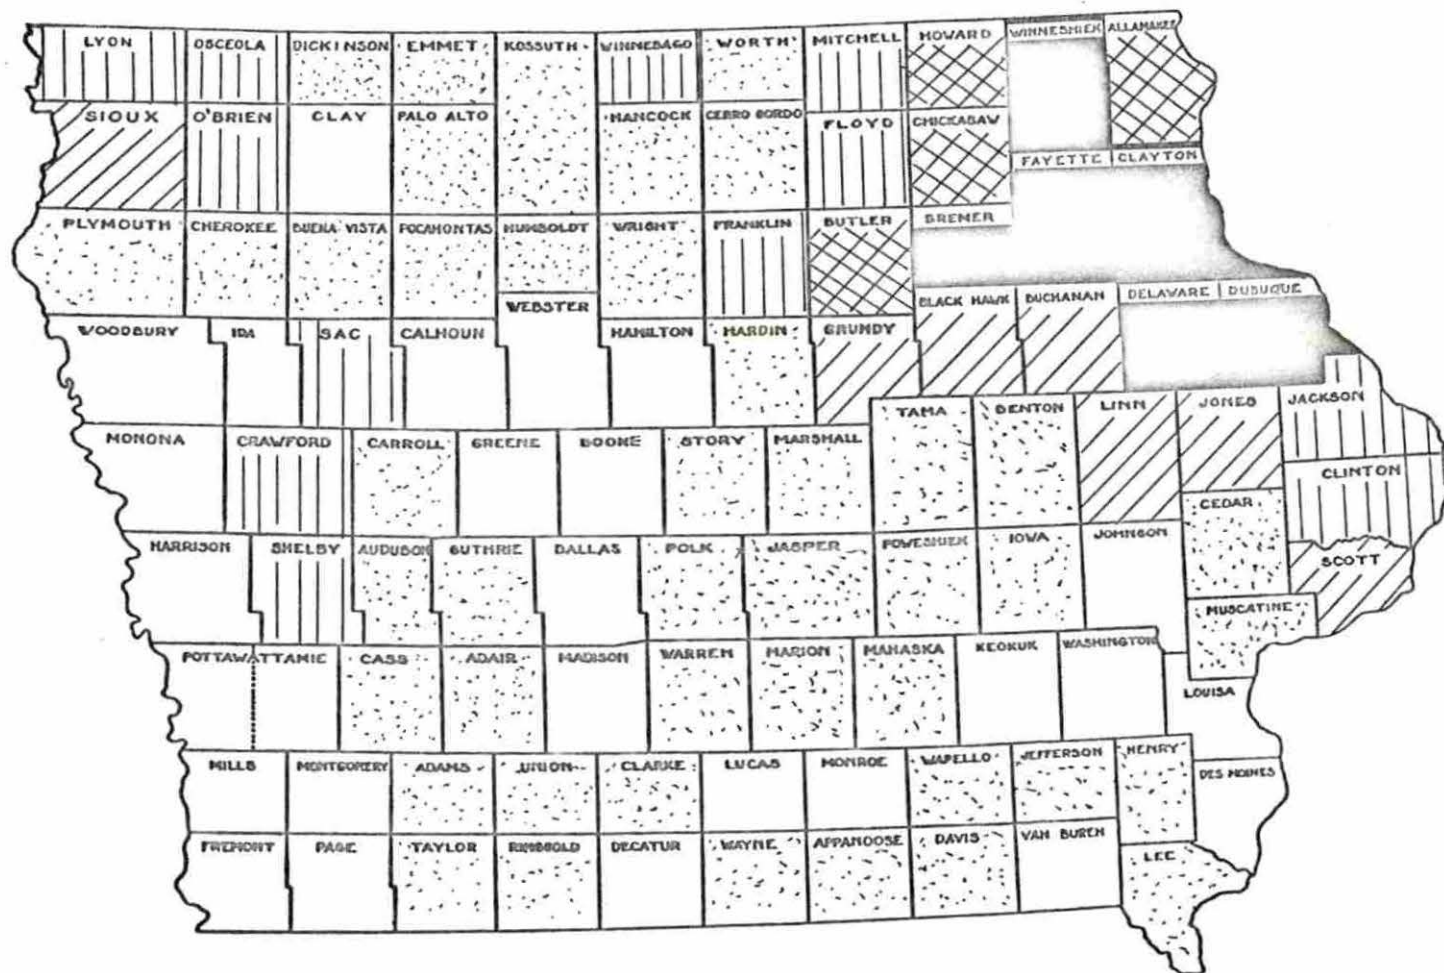 LYON OSCEOLA DICKINSON EMMET KOSSUTH WINNEBAGO WORTH MITCHELL HOWARD WINNESHIEK ALLAMAKEE
SIOUX O'BRIEN CLAY PALO ALTO HANCOCK CERRO GORDO FLOYD CHICKASAW
FAYETTE CLAYTON
PLYMOUTH CHEROKEE BUENA VISTA POCAHONTAS HUMBOLDT WRIGHT FRANKLIN BUTLER BREMER
WEBSTER BLACK HAWK BUCHANAN DELAWARE DUBUQUE
WOODBURY IDA SAC CALHOUN HAMILTON HARDIN GRUNDY
TAMA BENTON LINN JONES JACKSON
MONONA CRAWFORD CARROLL GREENE BOONE STORY MARSHALL
CLINTON
CEDAR
HARRISON SHELBY AUDUBON GUTHRIE DALLAS POLK JASPER POWESHIEK IOWA JOHNSON
SCOTT
MUSCATINE
POTTAWATTAMIE CASS ADAIR MADISON WARREN MARION MAHASKA KEOKUK WASHINGTON
LOUISA
MILLS MONTGOMERY ADAMS UNION CLARKE LUCAS MONROE WAPELLO JEFFERSON HENRY
DES MOINES
FREMONT PAGE TAYLOR RINGGOLD DECATUR WAYNE APPANOOSE DAVIS VAN BUREN
LEE